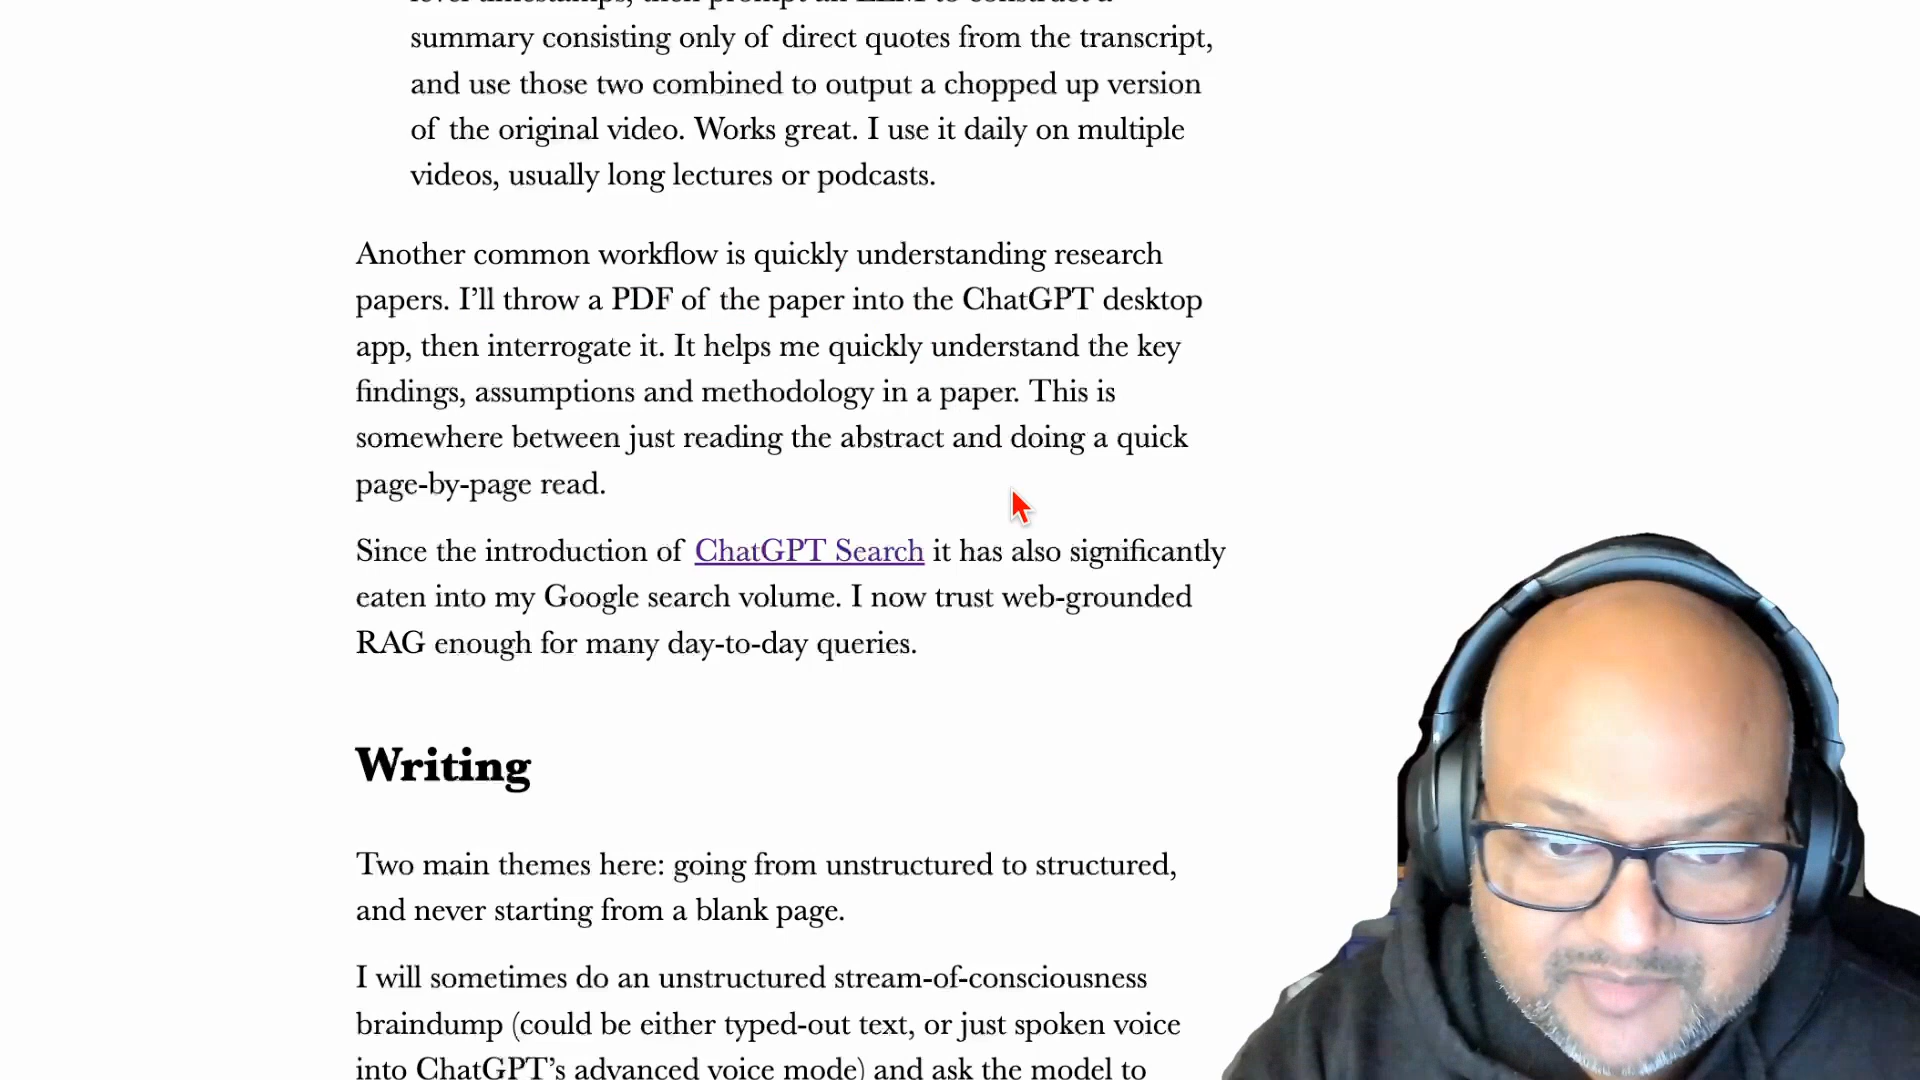 summary consisting only of direct quotes from the transcript,
and use those two combined to output a chopped up version
of the original video. Works great. I use it daily on multiple
videos, usually long lectures or podcasts.
Another common workflow is quickly understanding research
papers. I’ll throw a PDF of the paper into the ChatGPT desktop
app, then interrogate it. It helps me quickly understand the key
findings, assumptions and methodology in a paper. This is
somewhere between just reading the abstract and doing a quick
page-by-page read.
Since the introduction of ChatGPT Search it has also significantly
eaten into my Google search volume. I now trust web-grounded
RAG enough for many day-to-day queries.
Writing
Two main themes here: going from unstructured to structured,
and never starting from a blank page.
I will sometimes do an unstructured stream-of-consciousness
braindump (could be either typed-out text, or just spoken voice
into ChatGPT’s advanced voice mode) and ask the model to